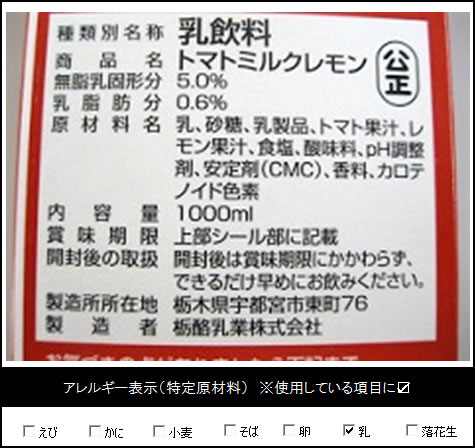 種類別名称 乳飲料
商品名 トマトミルクレモン 公正
無脂乳固形分 5.0%
乳脂肪分 0.6%
原材料名 乳、砂糖、乳製品、トマト果汁、レ
モン果汁、食塩、酸味料、pH調整
剤、安定剤(CMC)、香料、カロテ
ノイド色素
内容量 1000ml
賞味期限 上部シール部に記載
開封後の取扱 開封後は賞味期限にかかわらず、
できるだけ早めにお飲みください。
製造所所在地 栃木県宇都宮市東町76
製造者 栃酪乳業株式会社
アレルギー表示(特定原材料) ※使用している項目に☑
えび かに 小麦 そば 卵 乳 落花生